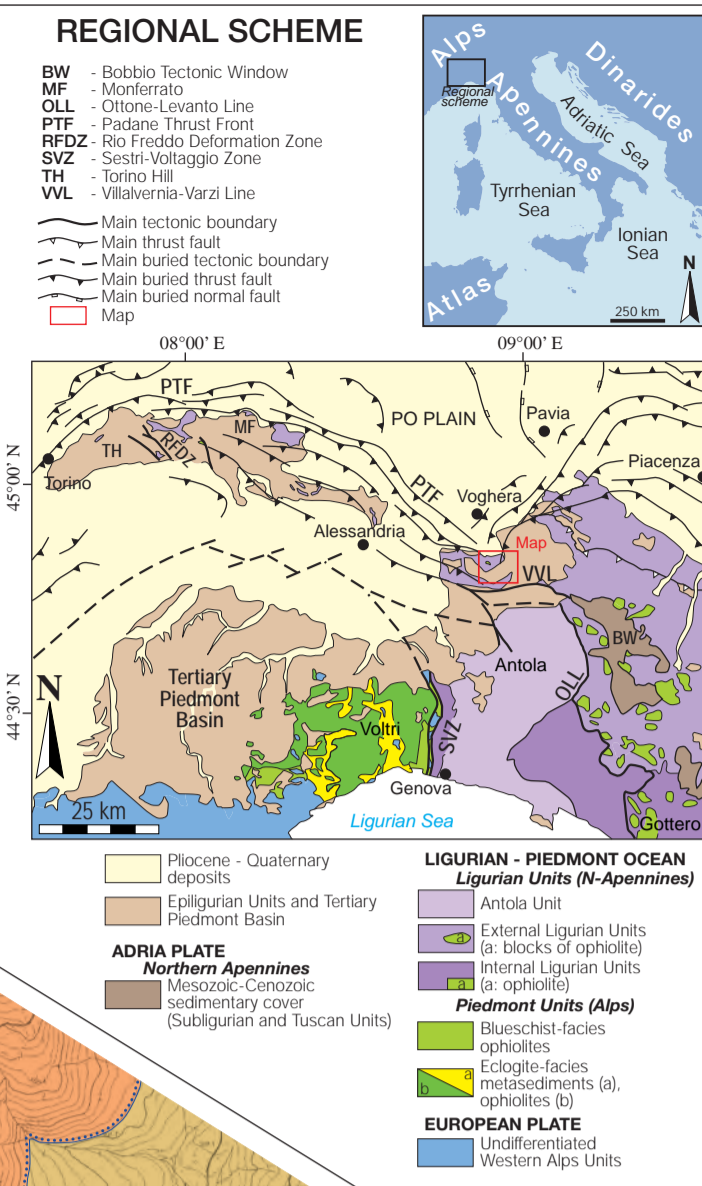 REGIONAL SCHEME
BW - Bobbio Tectonic Window
MF - Monferrato
OLL - Ottone-Levanto Line
PTF - Padane Thrust Front
RFDZ - Rio Freddo Deformation Zone
SVZ - Sestri-Voltaggio Zone
TH - Torino Hill
VVL - Villalvernia-Varzi Line
Main tectonic boundary
Main thrust fault
Main buried tectonic boundary
Main buried thrust fault
Main buried normal fault
Map
Alps
Dinarides
Regional
scheme
Apennines
Adriatic Sea
Tyrrhenian
Sea
Ionian
Sea
Atlas
N
250 km
08°00' E
09°00' E
45°00' N
44°30' N
PTF
PO PLAIN
Pavia
MF
TH
RFDZ
Torino
Piacenza
PTF
Voghera
Alessandria
Map
VVL
BW
Antola
OLL
Tertiary
Piedmont
Basin
N
Voltri
SVZ
Genova
25 km
Ligurian Sea
Gottero
Pliocene - Quaternary
deposits
Epiligurian Units and Tertiary
Piedmont Basin
ADRIA PLATE
Northern Apennines
Mesozoic-Cenozoic
sedimentary cover
(Subligurian and Tuscan Units)
LIGURIAN - PIEDMONT OCEAN
Ligurian Units (N-Apennines)
Antola Unit
a
External Ligurian Units
(a: blocks of ophiolite)
a
Internal Ligurian Units
(a: ophiolite)
Piedmont Units (Alps)
Blueschist-facies
ophiolites
a
b
Eclogite-facies
metasediments (a),
ophiolites (b)
EUROPEAN PLATE
Undifferentiated
Western Alps Units